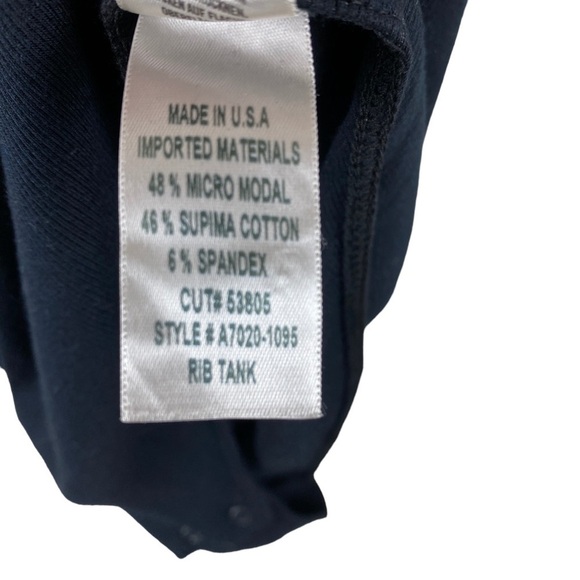 MADE IN U.S.A
IMPORTED MATERIALS
48 % MICRO MODAL
46 % SUPIMA COTTON
6 % SPANDEX
CUT# 53805
STYLE # A7020-1095
RIB TANK